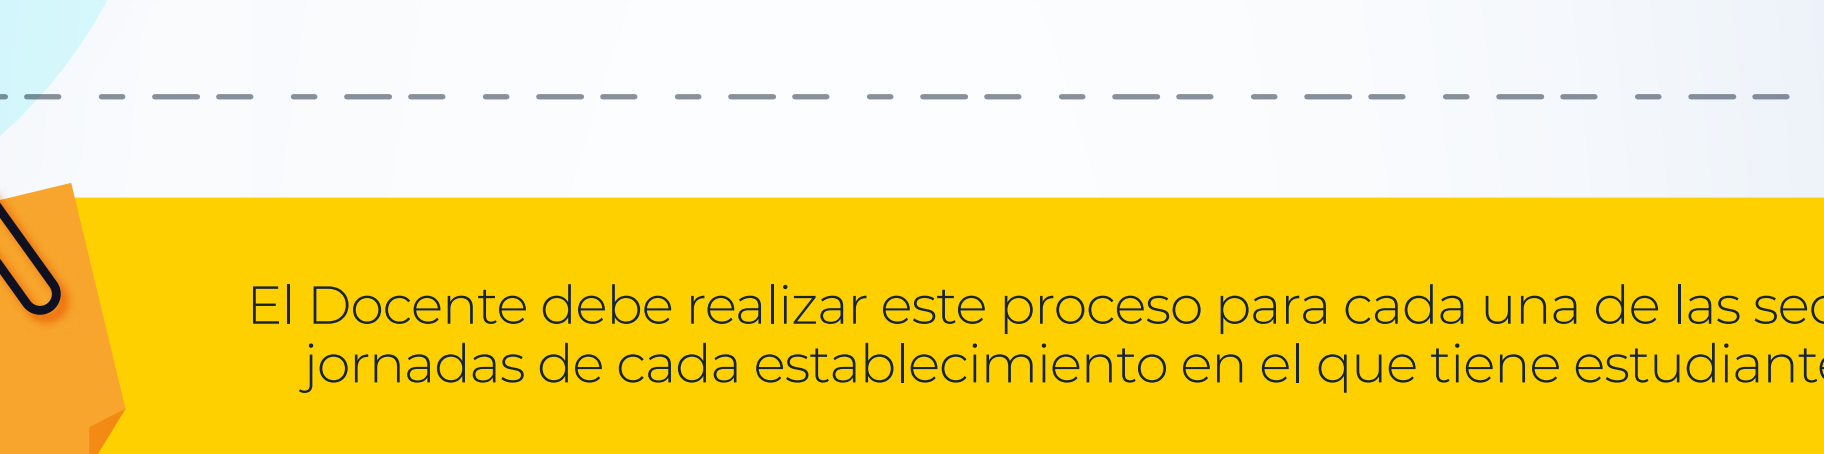 El Docente debe realizar este proceso para cada una de las
jornadas de cada establecimiento en el que tiene